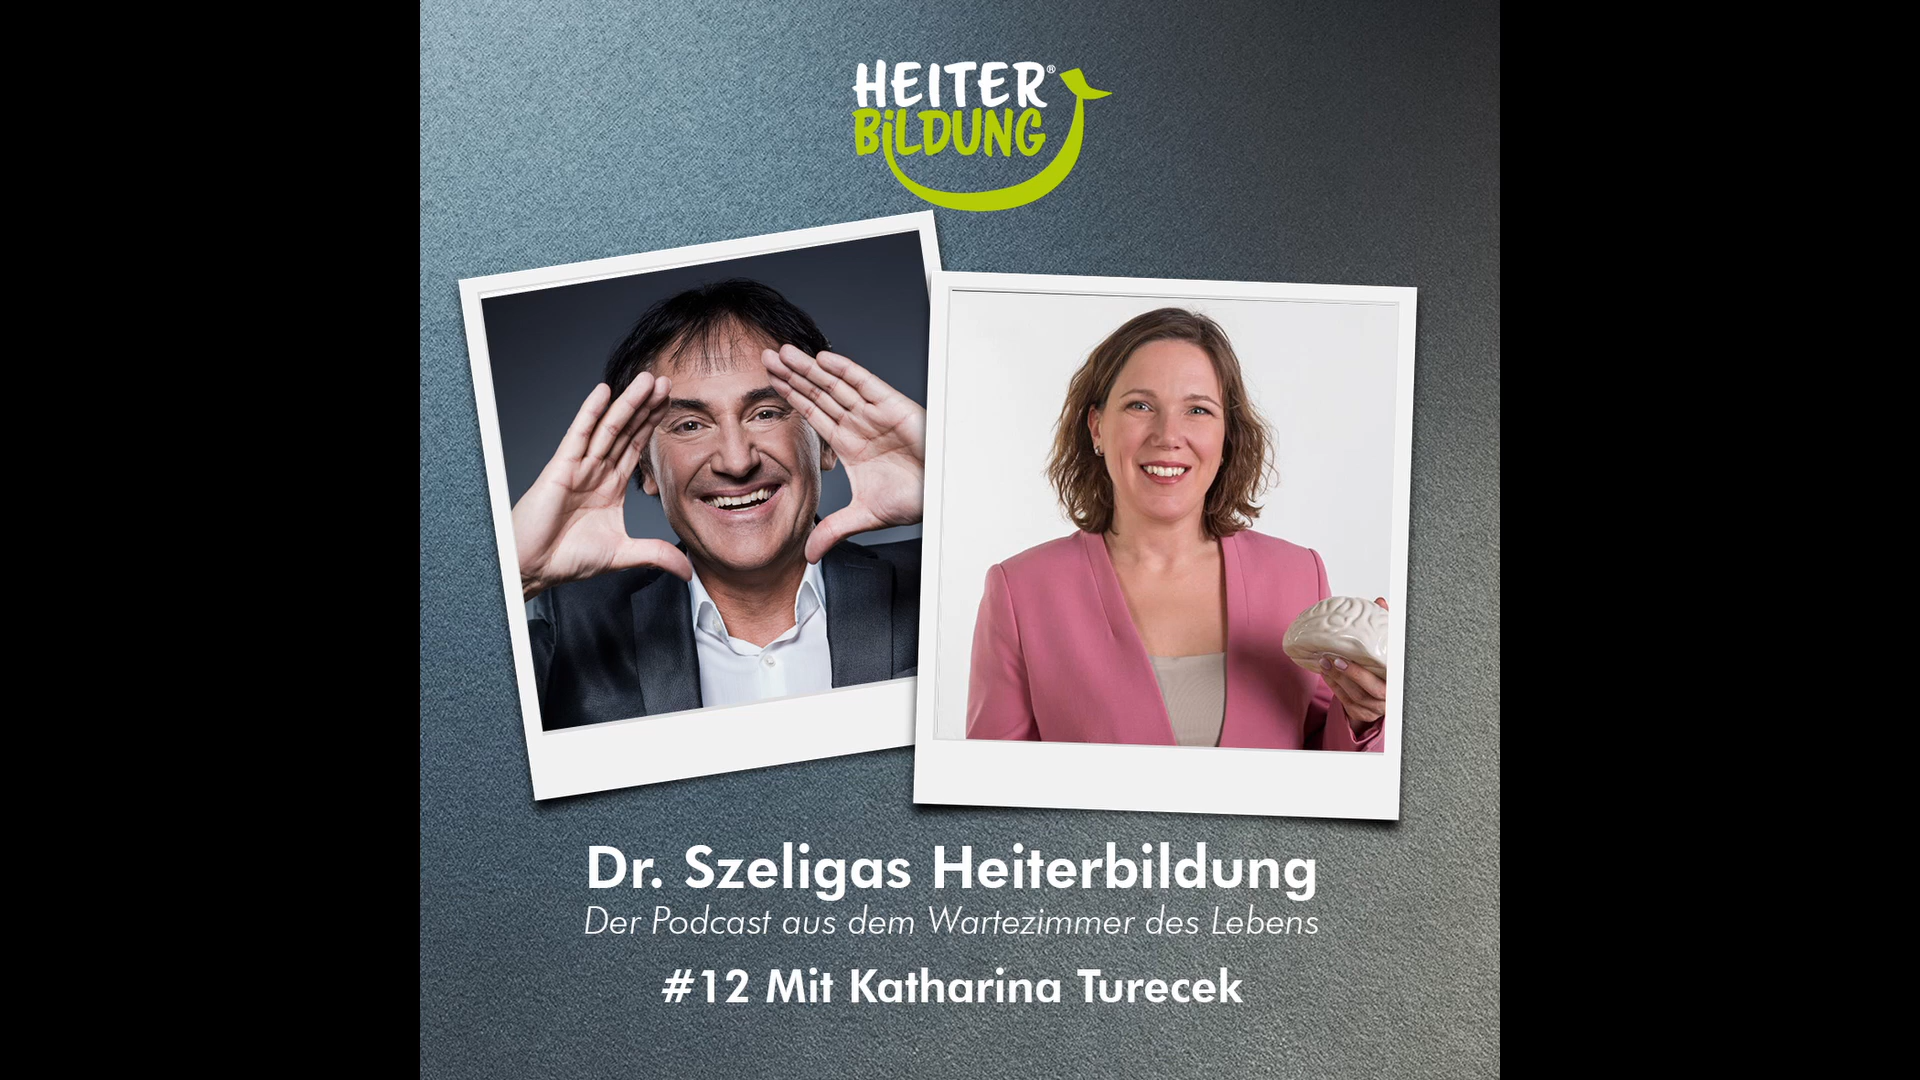 HEITER®
BiLDUNG
Dr. Szeligas Heiterbildung
Der Podcast aus dem Wartezimmer des Lebens
#12 Mit Katharina Turecek